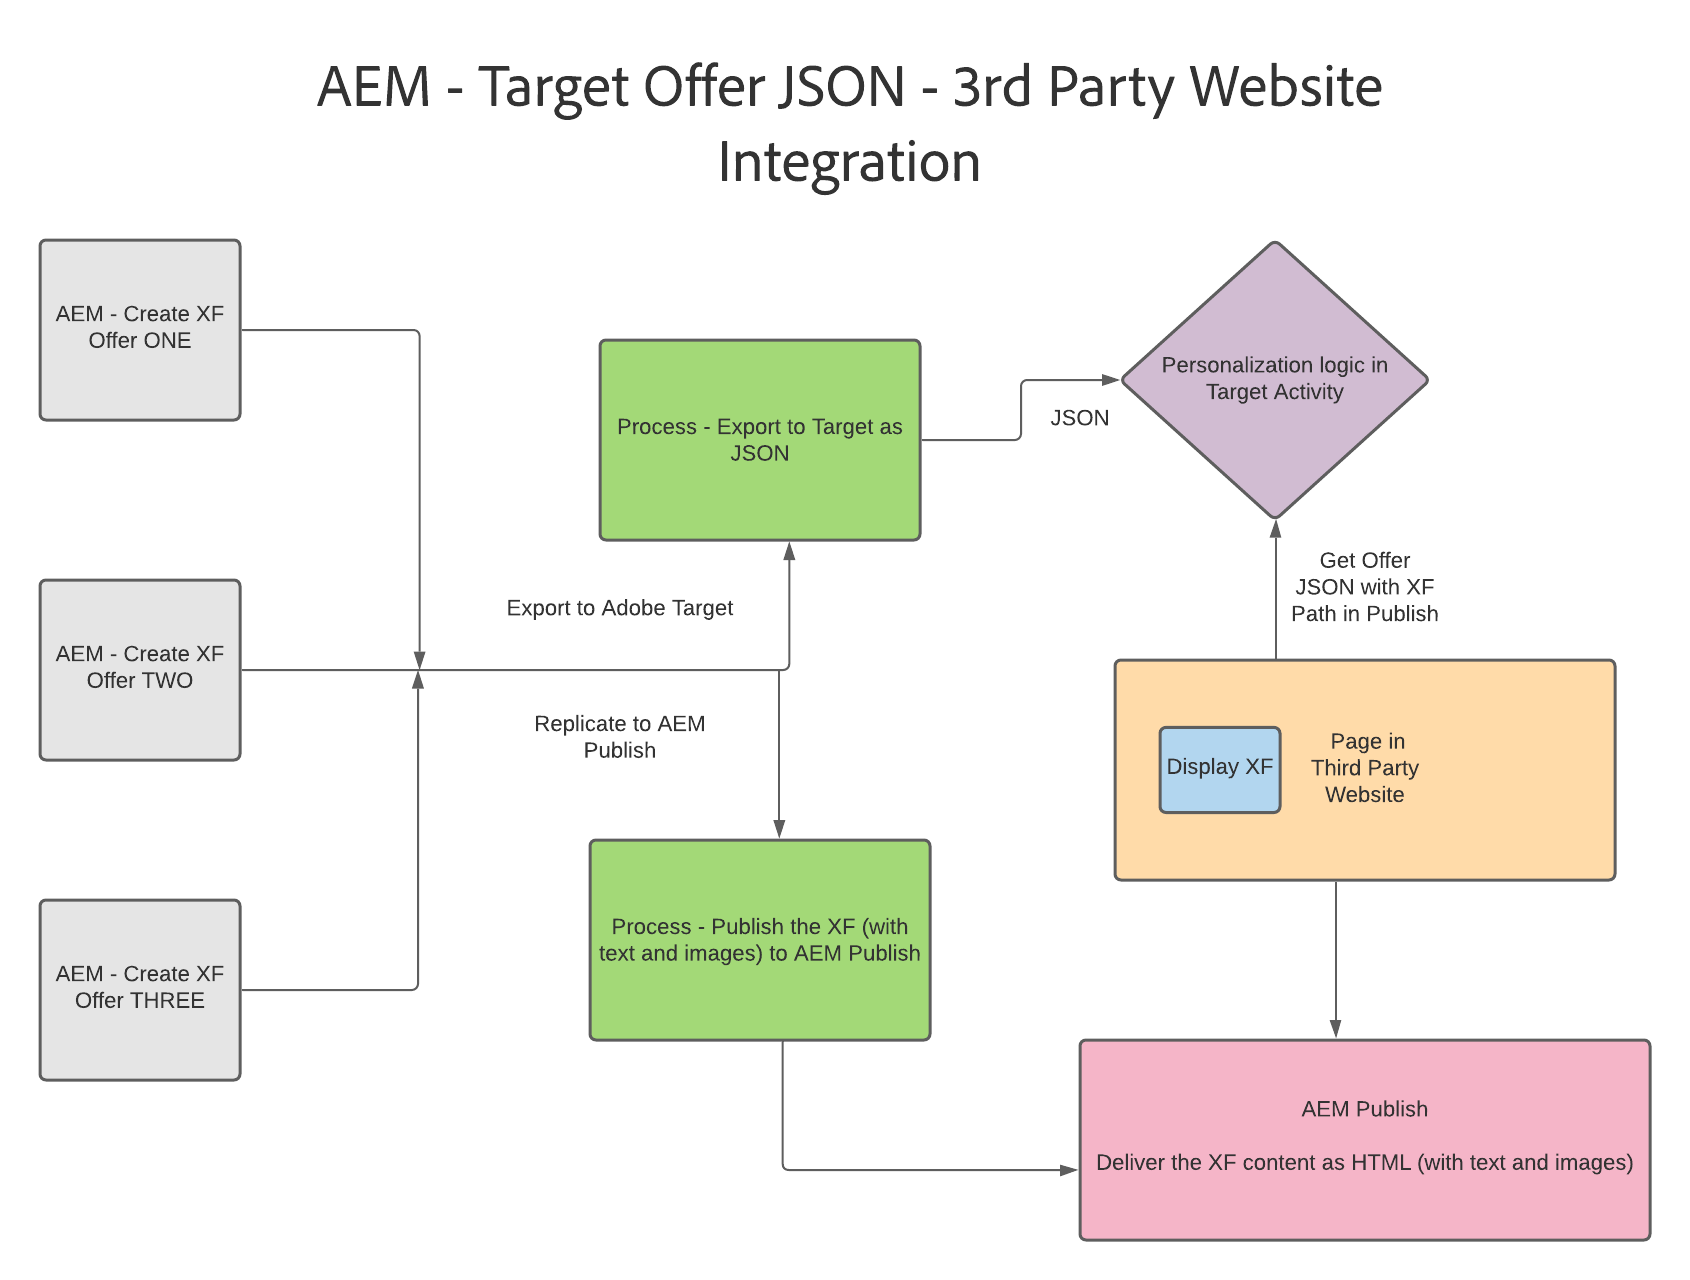 AEM - Target Offer JSON - 3rd Party Website
Integration
AEM - Create XF
Offer ONE
Process - Export to Target as
JSON
JSON
Personalization logic in
Target Activity
Export to Adobe Target
Get Offer
JSON with XF
Path in Publish
AEM - Create XF
Offer TWO
Replicate to AEM
Publish
Display XF
Page in
Third Party
Website
Process - Publish the XF (with
text and images) to AEM Publish
AEM - Create XF
Offer THREE
AEM Publish
Deliver the XF content as HTML (with text and images)